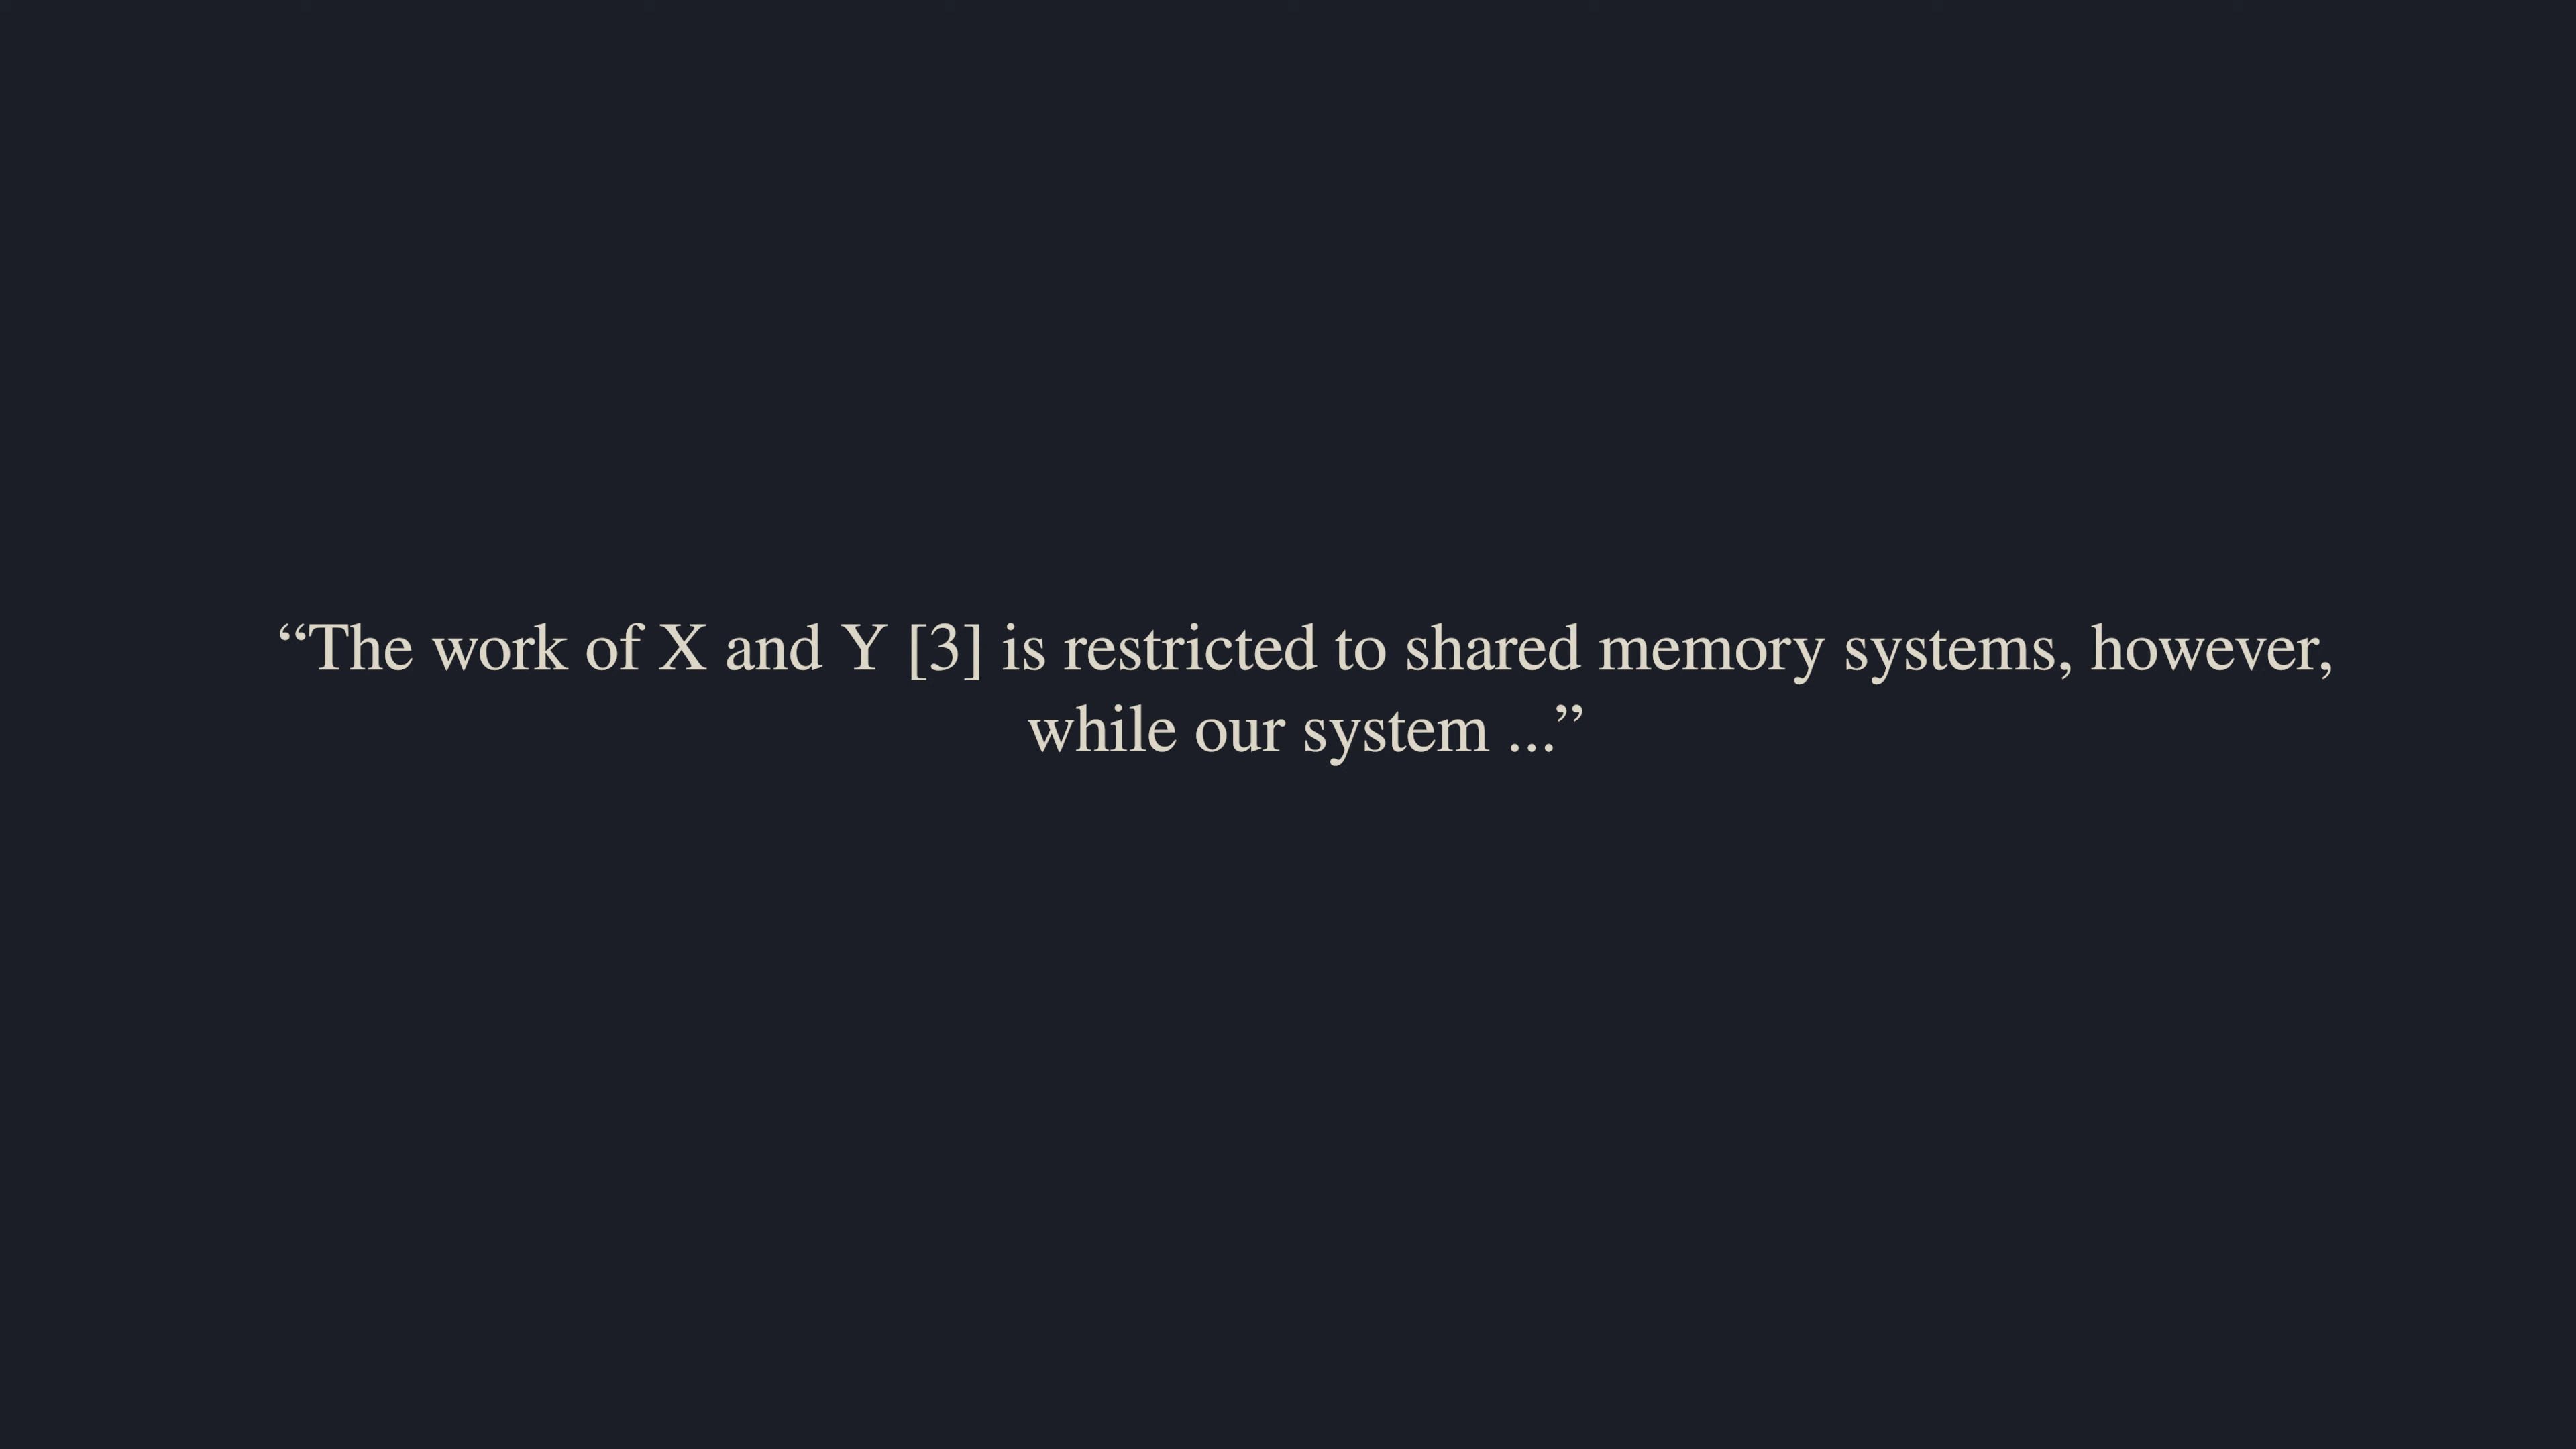 “The work of X and Y [3] is restricted to shared memory systems, however,
while our system ...”